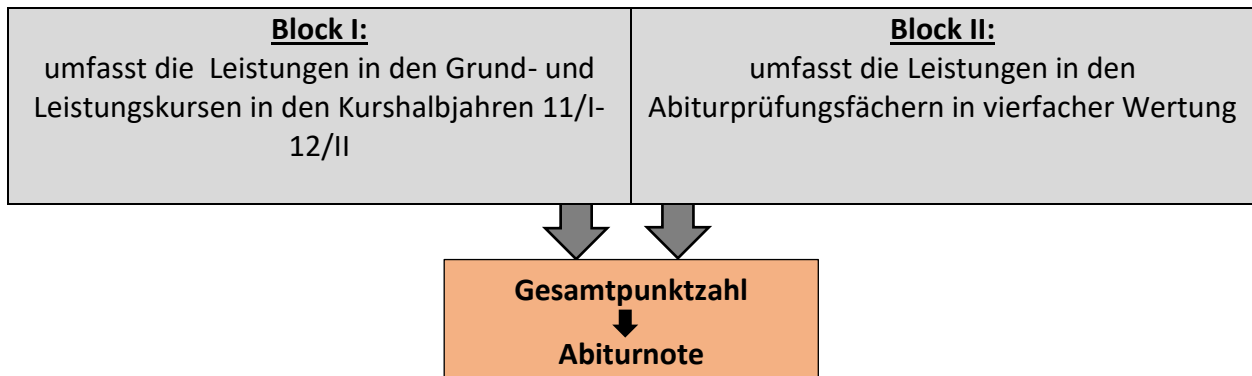 Block I:
umfasst die  Leistungen in den Grund- und
Leistungskursen in den Kurshalbjahren 11/I-
12/II
Block II:
umfasst die Leistungen in den
Abiturprüfungsfächern in vierfacher Wertung
Gesamtpunktzahl
Abiturnote